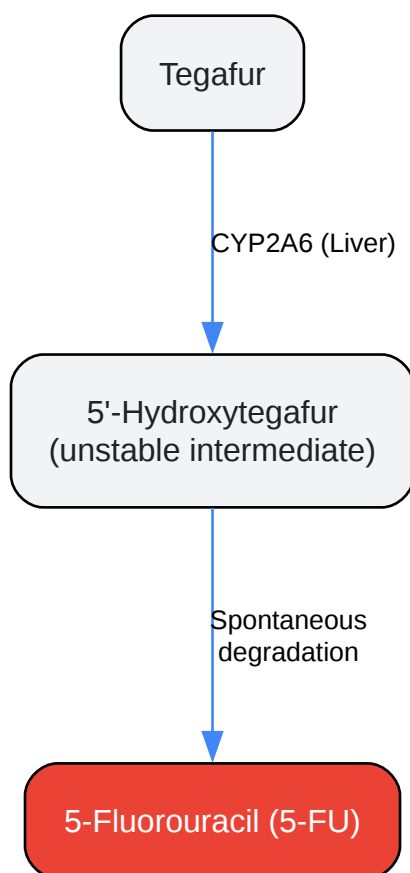 Tegafur
CYP2A6 (Liver)
5'-Hydroxytegafur
(unstable intermediate)
Spontaneous
degradation
5-Fluorouracil (5-FU)